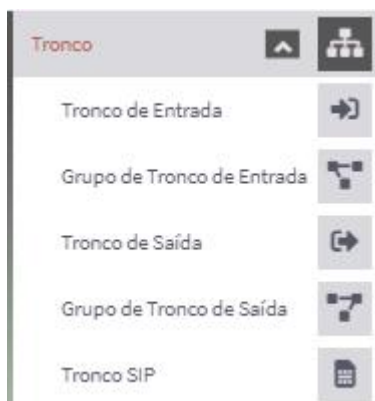 Tronco
Tronco de Entrada
Grupo de Tronco de Entrada
Tronco de Saída
Grupo de Tronco de Saída
Tronco SIP